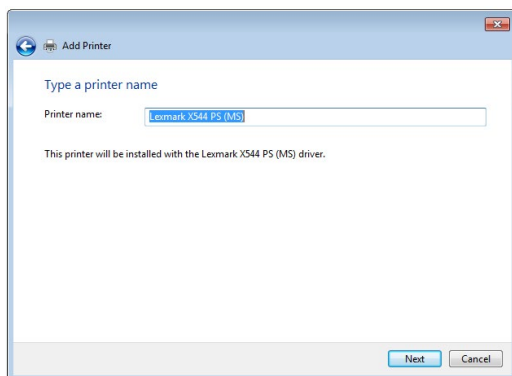 Add Printer
Type a printer name
Printer name: Lexmark X544 PS (MS)
This printer will be installed with the Lexmark X544 PS (MS) driver.
Next Cancel